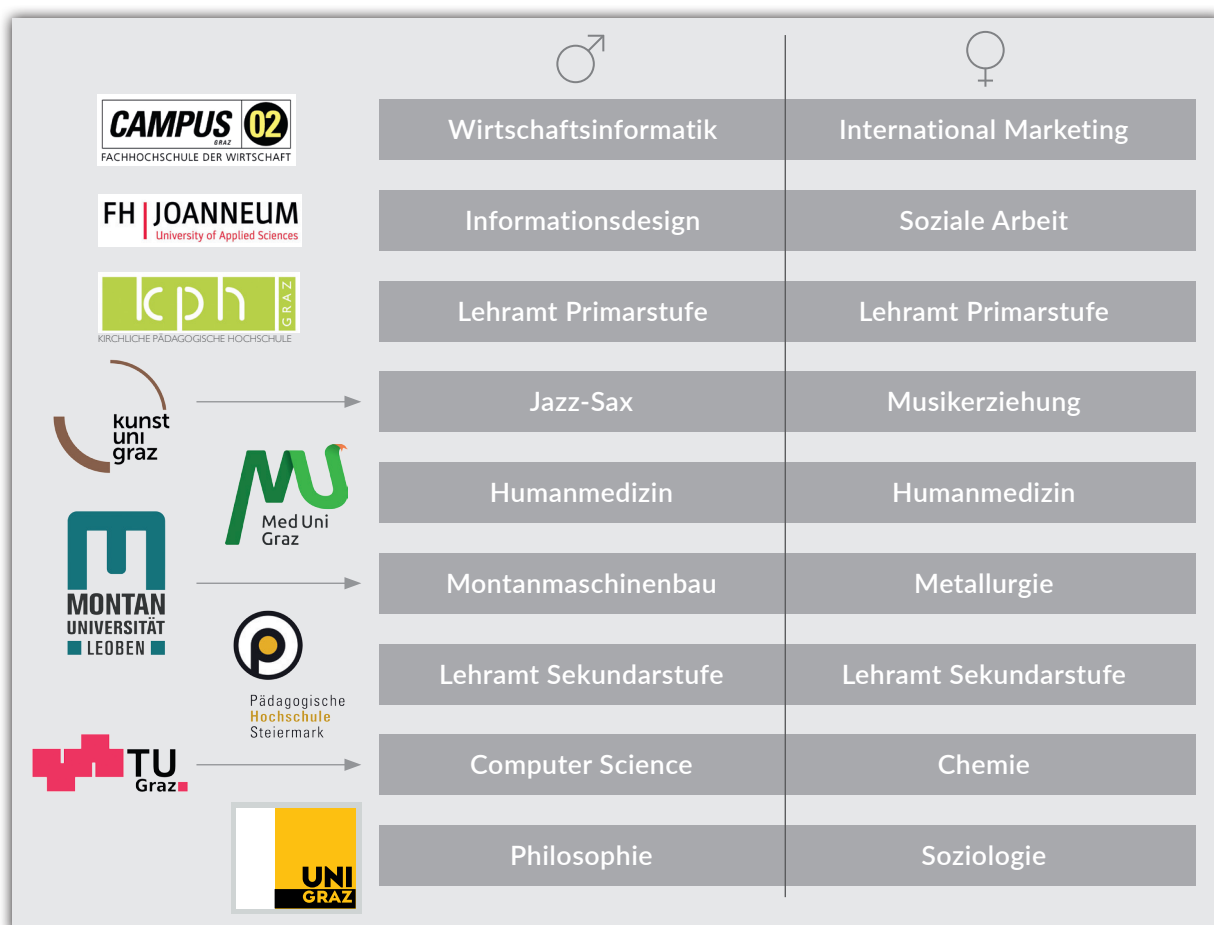 CAMPUS 02
GRAZ
FACHHOCHSCHULE DER WIRTSCHAFT
Wirtschaftsinformatik
International Marketing
FH | JOANNEUM
University of Applied Sciences
Informationsdesign
Soziale Arbeit
kph GRAZ
KIRCHLICHE PÄDAGOGISCHE HOCHSCHULE
Lehramt Primarstufe
Lehramt Primarstufe
kunst
uni
graz
Jazz-Sax
Musikerziehung
MU
Med Uni
Graz
Humanmedizin
Humanmedizin
M
MONTAN
UNIVERSITÄT
LEOBEN
Montanmaschinenbau
Metallurgie
p
Pädagogische
Hochschule
Steiermark
Lehramt Sekundarstufe
Lehramt Sekundarstufe
TU
Graz
Computer Science
Chemie
UNI
GRAZ
Philosophie
Soziologie